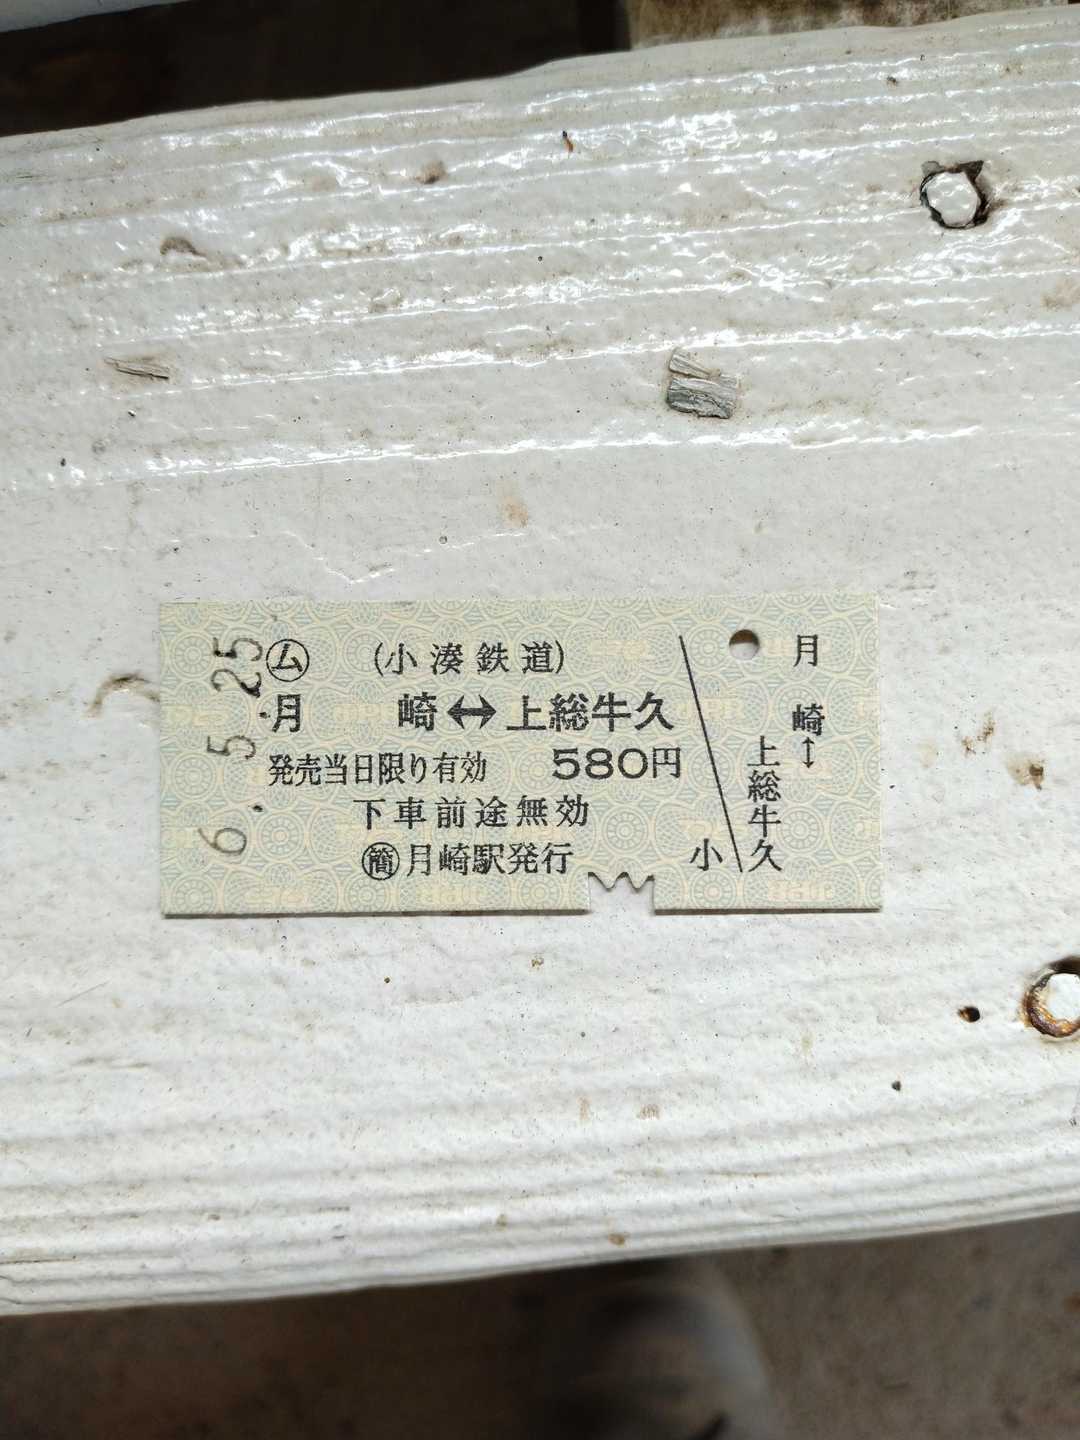 6.5.25
㋰ (小湊鉄道)
月崎↔上総牛久
発売当日限り有効 580円
下車前途無効
㊢月崎駅発行
小
月崎↔
上総牛久